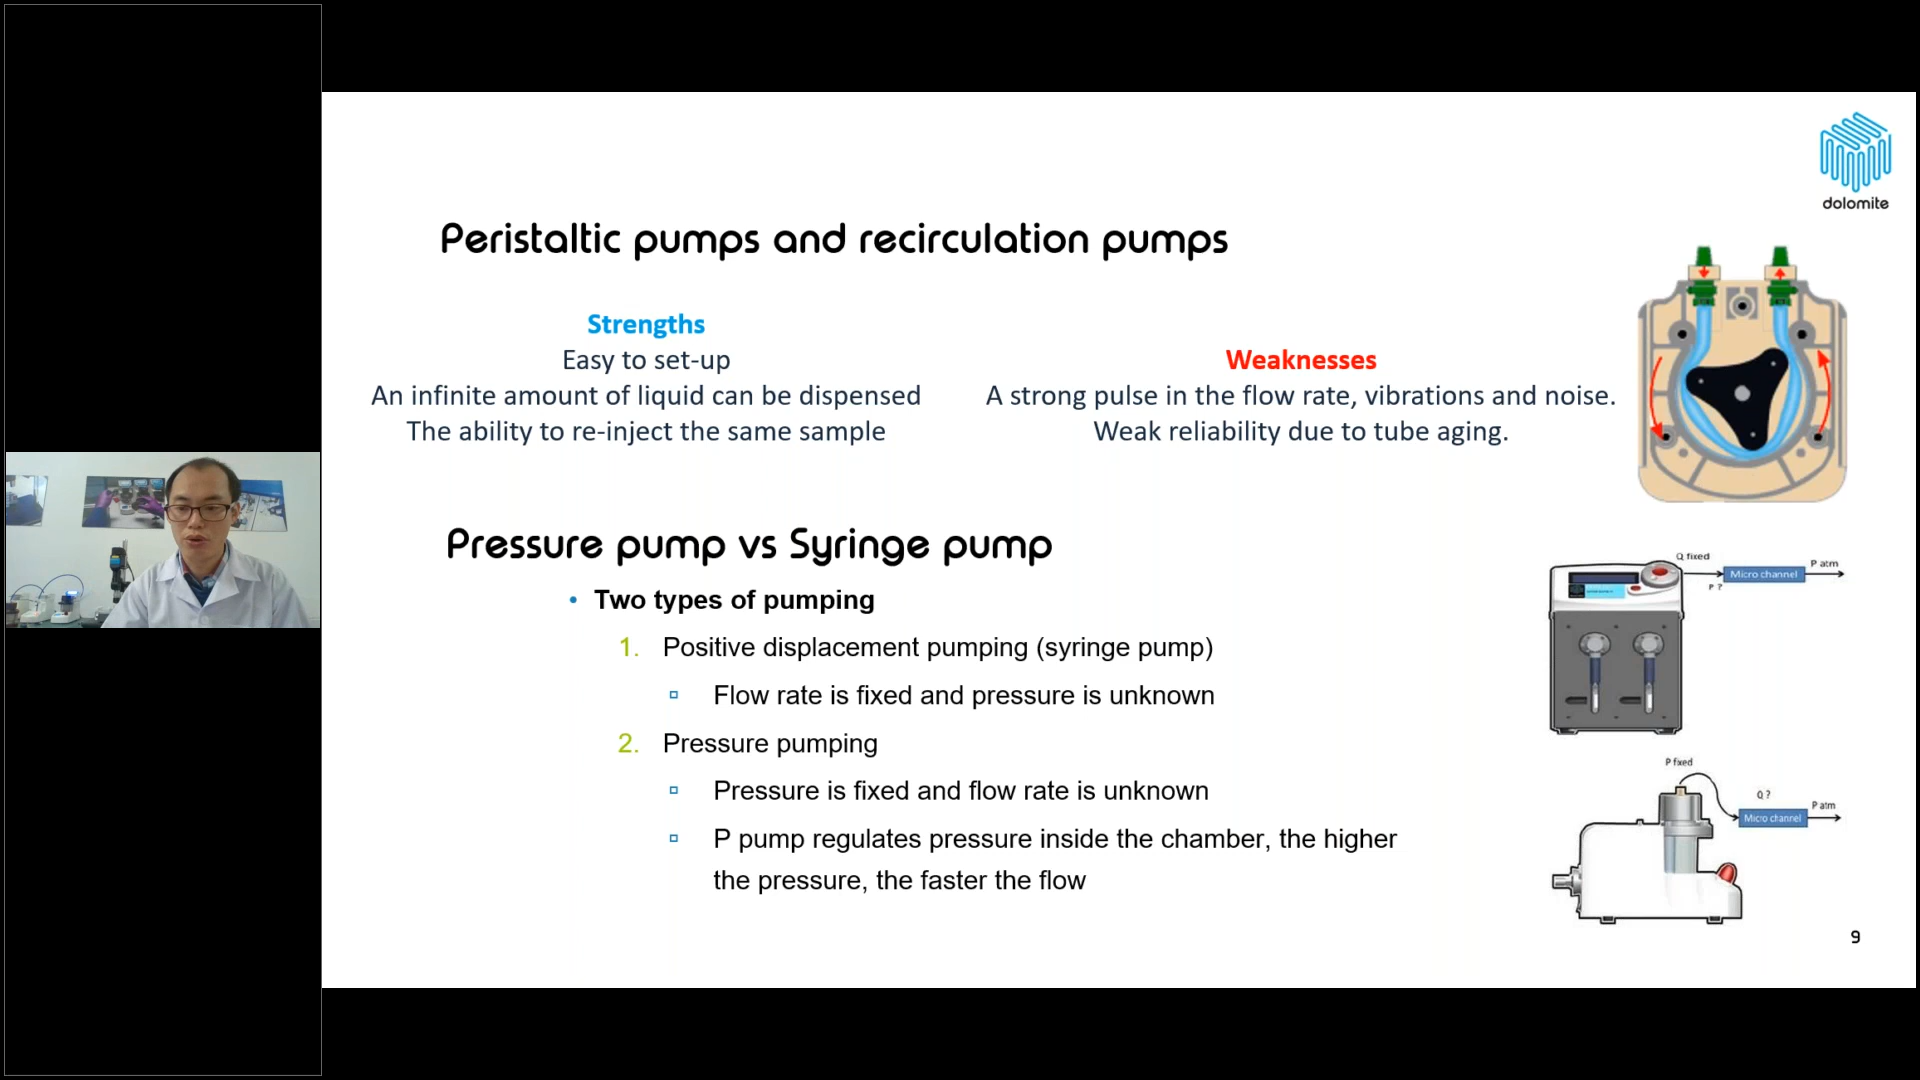 dolomite
Peristaltic pumps and recirculation pumps
Strengths
Easy to set-up
An infinite amount of liquid can be dispensed
The ability to re-inject the same sample
Weaknesses
A strong pulse in the flow rate, vibrations and noise.
Weak reliability due to tube aging.
Pressure pump vs Syringe pump
• Two types of pumping
1. Positive displacement pumping (syringe pump)
Flow rate is fixed and pressure is unknown
2. Pressure pumping
Pressure is fixed and flow rate is unknown
P pump regulates pressure inside the chamber, the higher
the pressure, the faster the flow
Q fixed
P ?
Micro channel
P atm
P fixed
Q ?
Micro channel
P atm
9